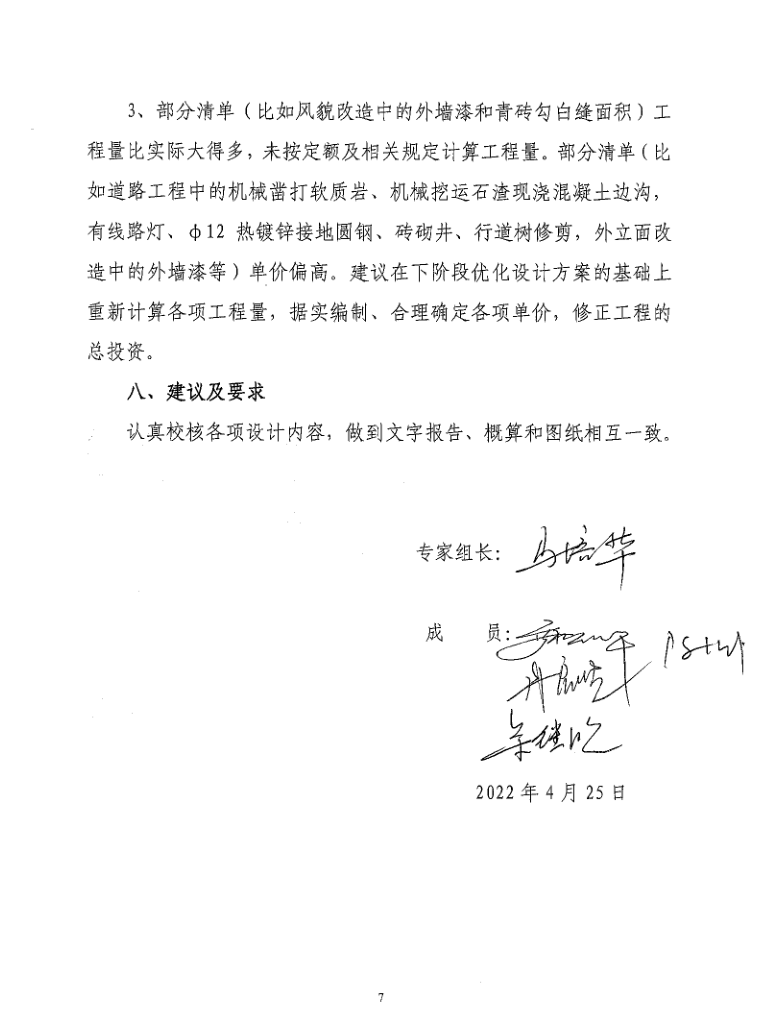 3、部分清单（比如风貌改造中的外墙漆和青砖勾白缝面积）工
程量比实际大得多，未按定额及相关规定计算工程量。部分清单（比
如道路工程中的机械凿打软质岩、机械挖运石渣现浇混凝土边沟，
有线路灯、ф12 热镀锌接地圆钢、砖砌井、行道树修剪，外立面改
造中的外墙漆等）单价偏高。建议在下阶段优化设计方案的基础上
重新计算各项工程量，据实编制、合理确定各项单价，修正工程的
总投资。
八、建议及要求
认真校核各项设计内容，做到文字报告、概算和图纸相互一致。
专家组长：马培华
成 员：
2022 年 4 月 25 日
7